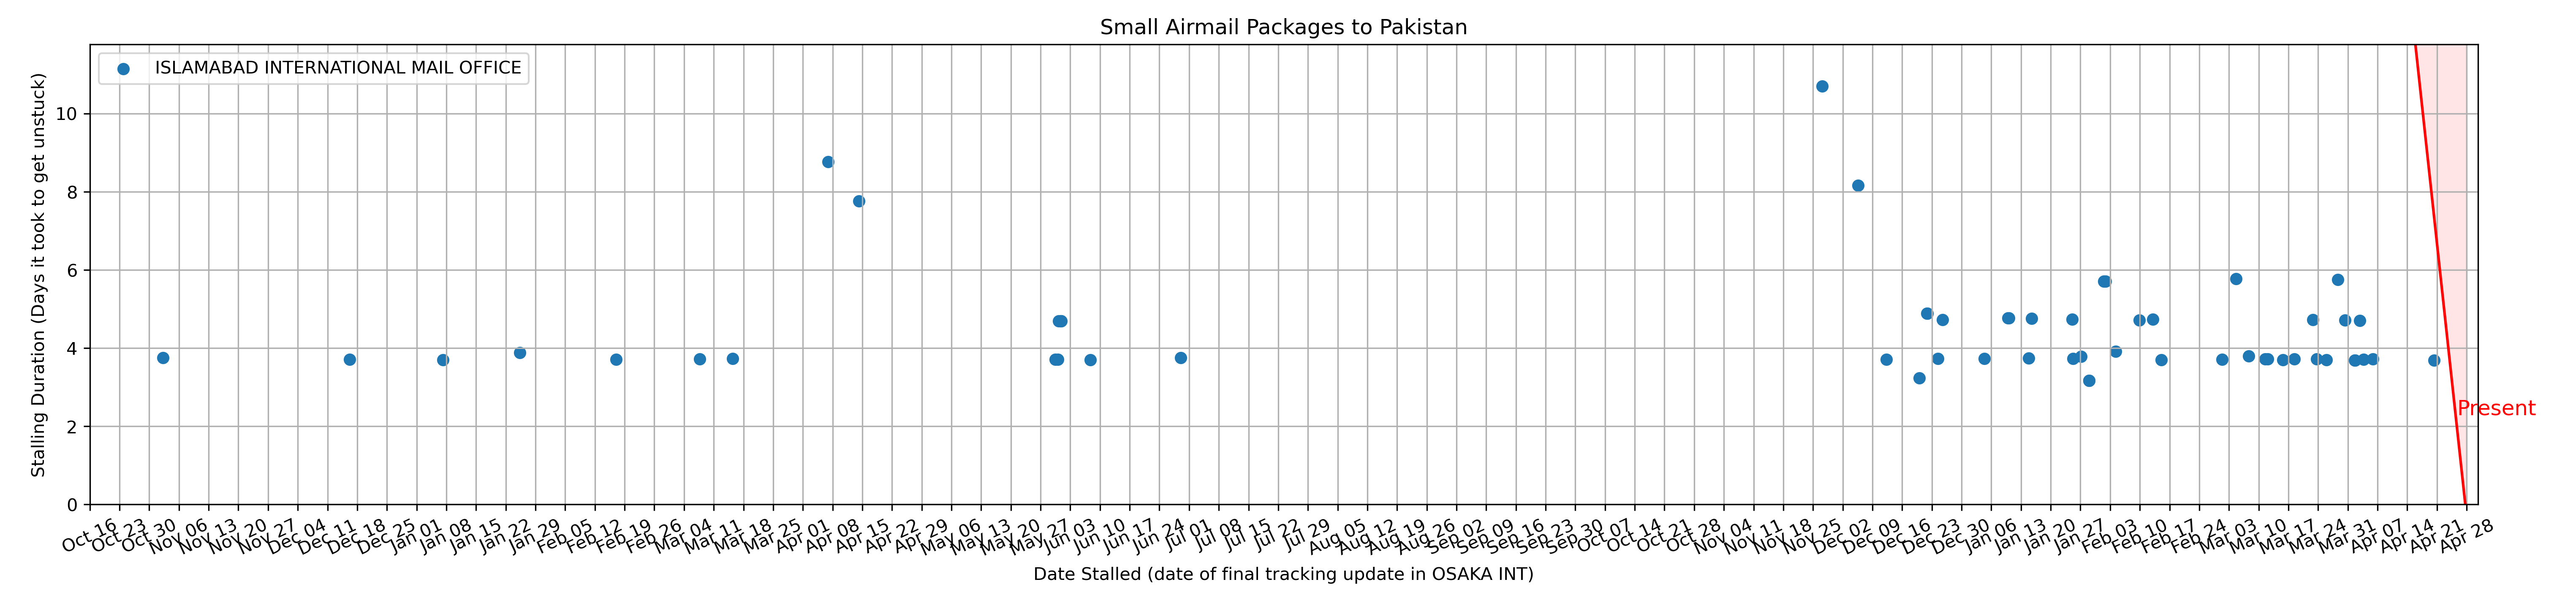 Small Airmail Packages to Pakistan
ISLAMABAD INTERNATIONAL MAIL OFFICE
Stalling Duration (Days it took to get unstuck)
10
8
6
4
2
0
Present
Oct 16
Oct 23
Oct 30
Nov 06
Nov 13
Nov 20
Nov 27
Dec 04
Dec 11
Dec 18
Dec 25
Jan 01
Jan 08
Jan 15
Jan 22
Jan 29
Feb 05
Feb 12
Feb 19
Feb 26
Mar 04
Mar 11
Mar 18
Mar 25
Apr 01
Apr 08
Apr 15
Apr 22
Apr 29
May 06
May 13
May 20
May 27
Jun 03
Jun 10
Jun 17
Jun 24
Jul 01
Jul 08
Jul 15
Jul 22
Jul 29
Aug 05
Aug 12
Aug 19
Aug 26
Sep 02
Sep 09
Sep 16
Sep 23
Sep 30
Oct 07
Oct 14
Oct 21
Oct 28
Nov 04
Nov 11
Nov 18
Nov 25
Dec 02
Dec 09
Dec 16
Dec 23
Dec 30
Jan 06
Jan 13
Jan 20
Jan 27
Feb 03
Feb 10
Feb 17
Feb 24
Mar 03
Mar 10
Mar 17
Mar 24
Mar 31
Apr 07
Apr 14
Apr 21
Apr 28
Date Stalled (date of final tracking update in OSAKA INT)